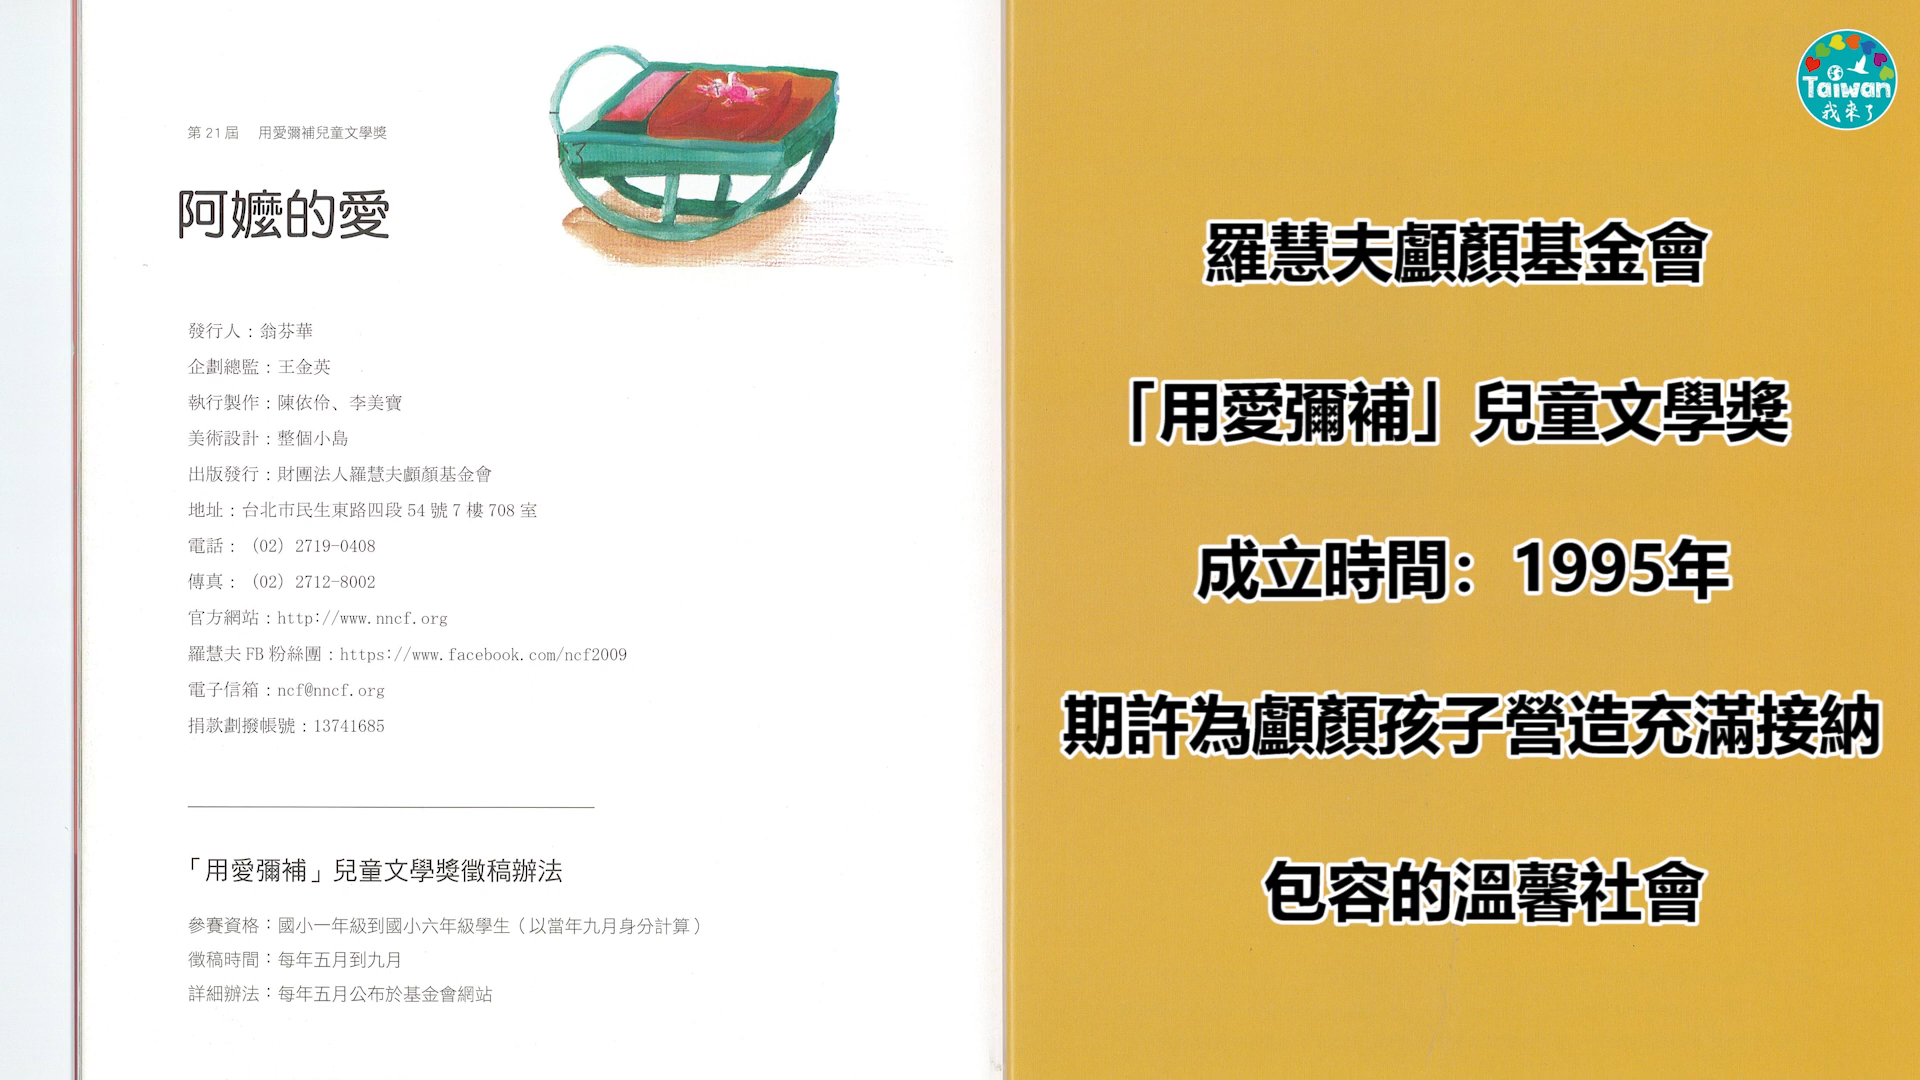 第21屆 用愛彌補兒童文學獎
阿嬤的愛
發行人：翁芬華
企劃總監：王金英
執行製作：陳依伶、李美寶
美術設計：整個小島
出版發行：財團法人羅慧夫顱顏基金會
地址：台北市民生東路四段54號7樓708室
電話：（02）2719-0408
傳真：（02）2712-8002
官方網站：http://www.nncf.org
羅慧夫FB粉絲團：https://www.facebook.com/ncf2009
電子信箱：ncf@nncf.org
捐款劃撥帳號：13741685
「用愛彌補」兒童文學獎徵稿辦法
參賽資格：國小一年級到國小六年級學生（以當年九月身分計算）
徵稿時間：每年五月到九月
詳細辦法：每年五月公布於基金會網站
Taiwan
我來了
羅慧夫顱顏基金會
「用愛彌補」兒童文學獎
成立時間：1995年
期許為顱顏孩子營造充滿接納
包容的溫馨社會